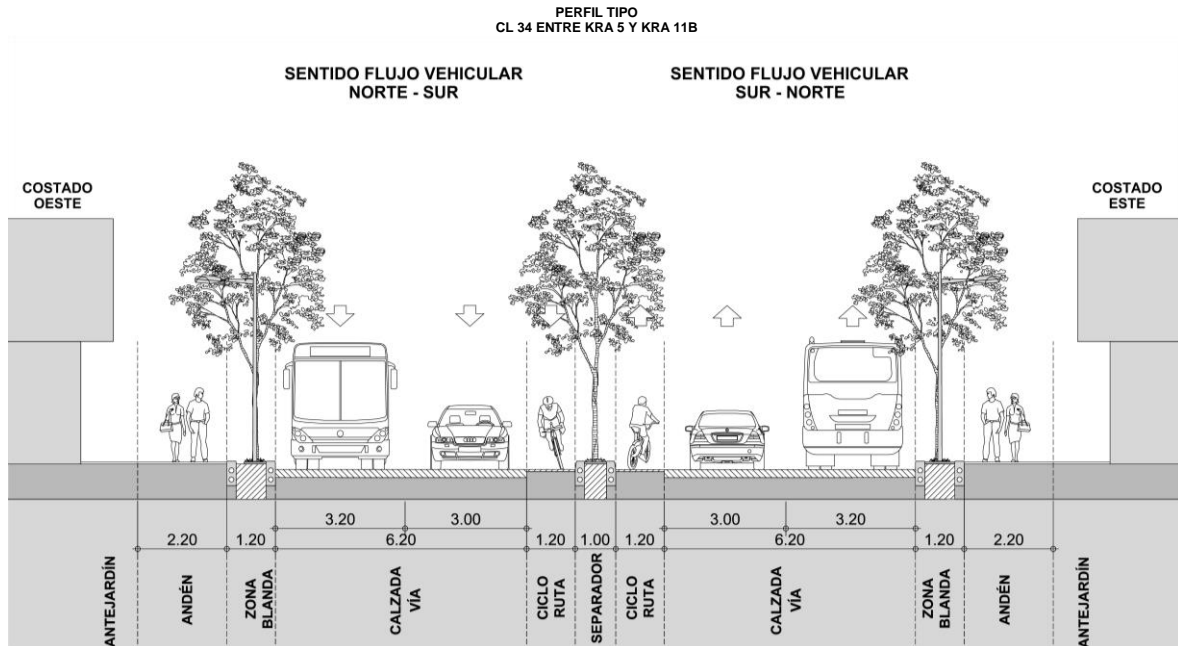 PERFIL TIPO
CL 34 ENTRE KRA 5 Y KRA 11B
SENTIDO FLUJO VEHICULAR
NORTE - SUR
SENTIDO FLUJO VEHICULAR
SUR - NORTE
COSTADO
OESTE
COSTADO
ESTE
3.20
3.00
3.00
3.20
2.20
1.20
6.20
1.20
1.00
1.20
6.20
1.20
2.20
ANTEJARDÍN
ANDÉN
ZONA
BLANDA
CALZADA
VÍA
CICLO
RUTA
SEPARADOR
CICLO
RUTA
CALZADA
VÍA
ZONA
BLANDA
ANDÉN
ANTEJARDÍN